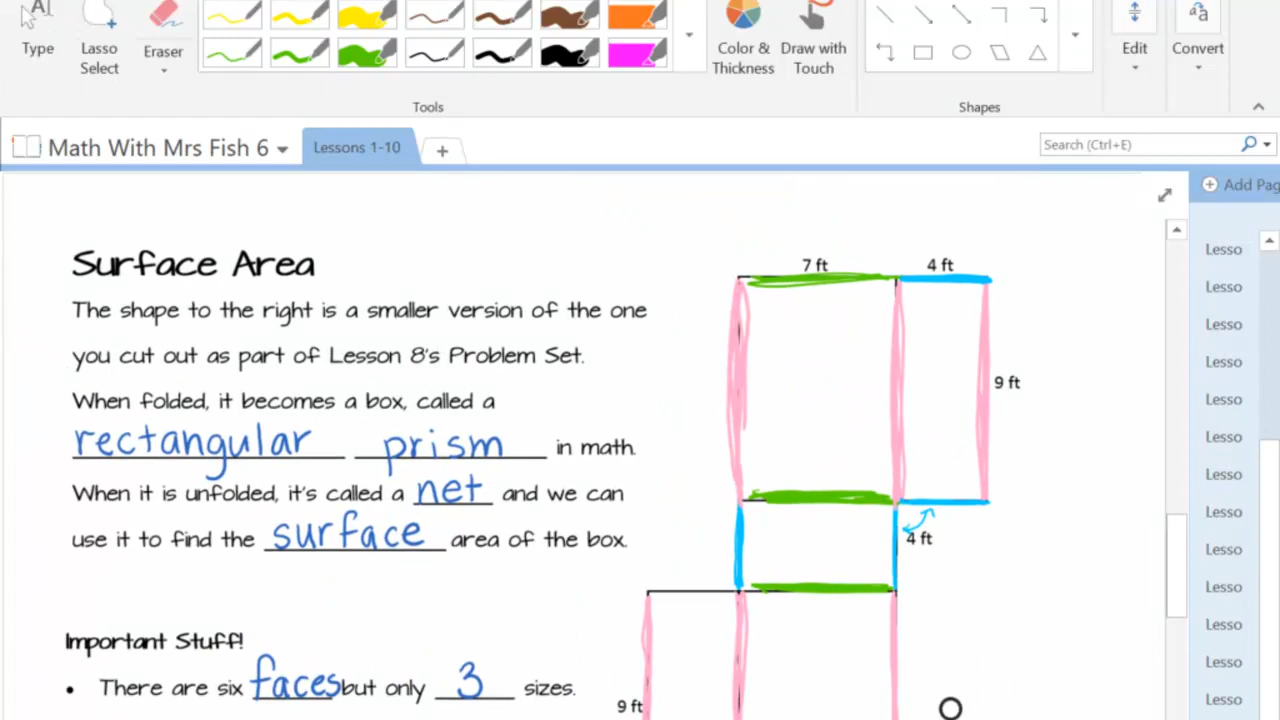 Type
Lasso
Select
Eraser
Color &
Thickness
Draw with
Touch
Edit
Convert
Tools
Shapes
Math With Mrs Fish 6
Lessons 1-10
+
Search (Ctrl+E)
Add Pag
Surface Area
The shape to the right is a smaller version of the one
you cut out as part of Lesson 8's Problem Set.
When folded, it becomes a box, called a
rectangular prism in math.
When it is unfolded, it's called a net and we can
use it to find the surface area of the box.
Important Stuff!
• There are six faces but only 3 sizes.
7 ft
4 ft
9 ft
4 ft
9 ft
Lesso
Lesso
Lesso
Lesso
Lesso
Lesso
Lesso
Lesso
Lesso
Lesso
Lesso
Lesso
Lesso